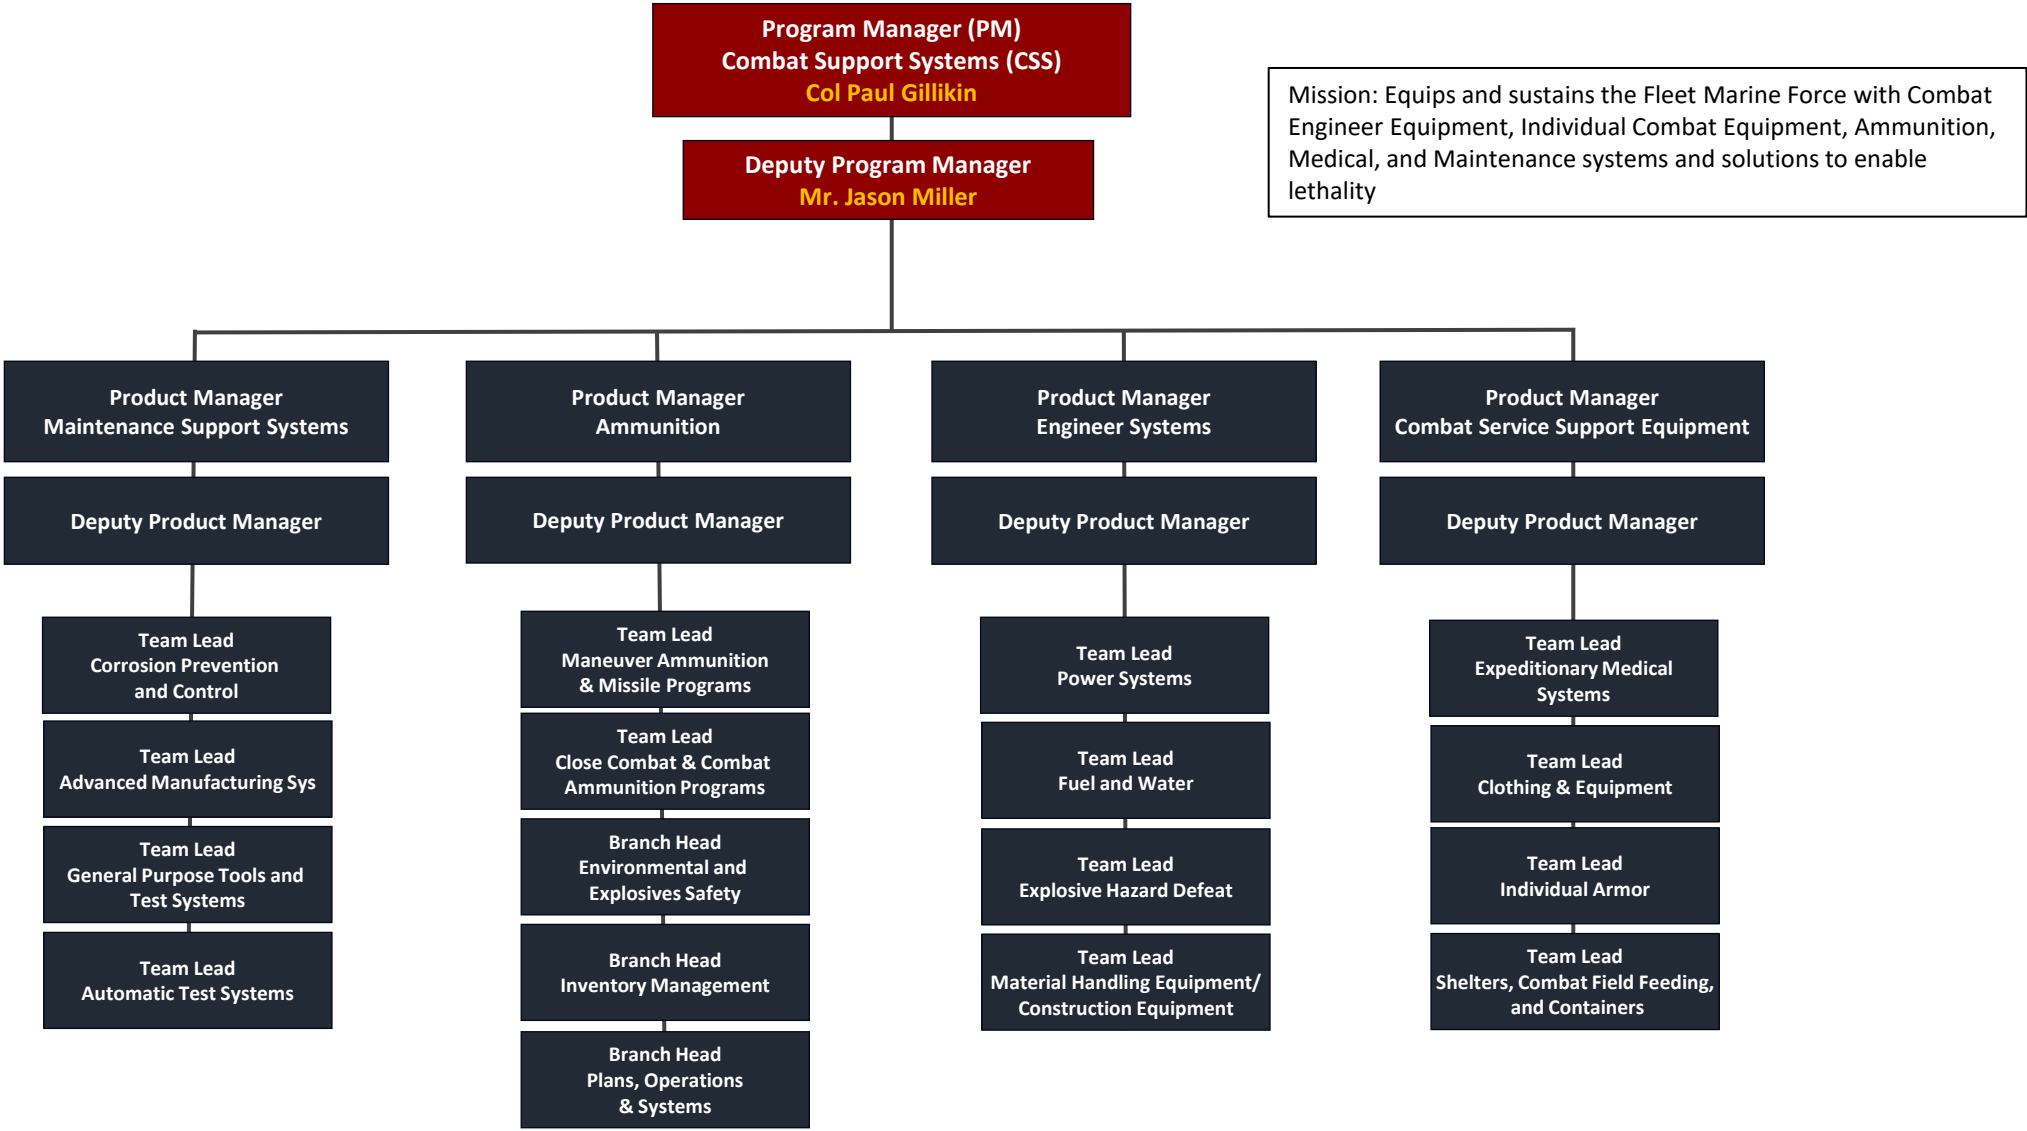 Program Manager (PM)
Combat Support Systems (CSS)
Col Paul Gillikin
Mission: Equips and sustains the Fleet Marine Force with Combat
Engineer Equipment, Individual Combat Equipment, Ammunition,
Medical, and Maintenance systems and solutions to enable
lethality
Deputy Program Manager
Mr. Jason Miller
Product Manager
Maintenance Support Systems
Deputy Product Manager
Team Lead
Corrosion Prevention
and Control
Team Lead
Advanced Manufacturing Sys
Team Lead
General Purpose Tools and
Test Systems
Team Lead
Automatic Test Systems
Product Manager
Ammunition
Deputy Product Manager
Team Lead
Maneuver Ammunition
& Missile Programs
Team Lead
Close Combat & Combat
Ammunition Programs
Branch Head
Environmental and
Explosives Safety
Branch Head
Inventory Management
Branch Head
Plans, Operations
& Systems
Product Manager
Engineer Systems
Deputy Product Manager
Team Lead
Power Systems
Team Lead
Fuel and Water
Team Lead
Explosive Hazard Defeat
Team Lead
Material Handling Equipment/
Construction Equipment
Product Manager
Combat Service Support Equipment
Deputy Product Manager
Team Lead
Expeditionary Medical
Systems
Team Lead
Clothing & Equipment
Team Lead
Individual Armor
Team Lead
Shelters, Combat Field Feeding,
and Containers